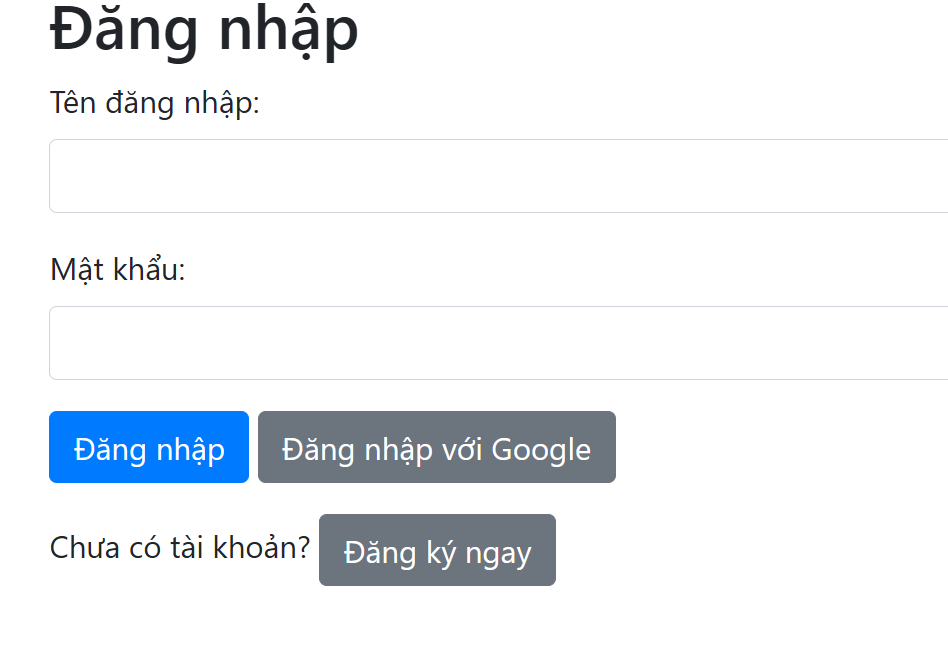 Đăng nhập
Tên đăng nhập:
Mật khẩu:
Đăng nhập Đăng nhập với Google
Chưa có tài khoản? Đăng ký ngay